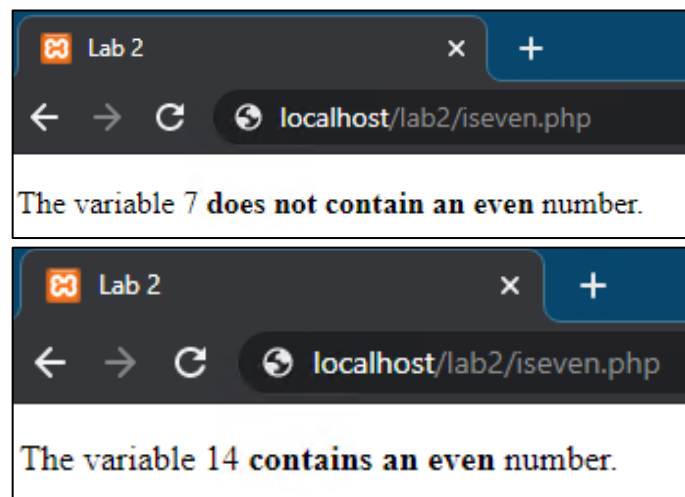 Lab 2
localhost/lab2/iseven.php
The variable 7 does not contain an even number.
Lab 2
localhost/lab2/iseven.php
The variable 14 contains an even number.